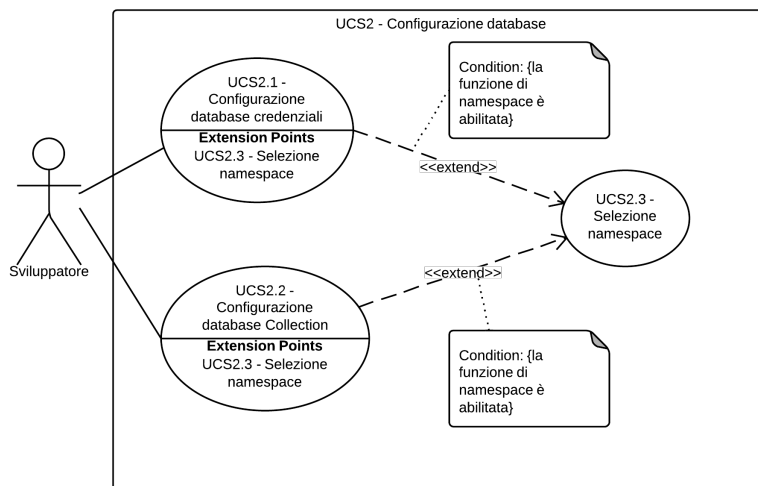 UCS2 - Configurazione database
UCS2.1 -
Configurazione
database credenziali
Extension Points
UCS2.3 - Selezione
namespace
Condition: {la
funzione di
namespace è
abilitata}
<<extend>>
UCS2.3 -
Selezione
namespace
Sviluppatore
<<extend>>
UCS2.2 -
Configurazione
database Collection
Extension Points
UCS2.3 - Selezione
namespace
Condition: {la
funzione di
namespace è
abilitata}